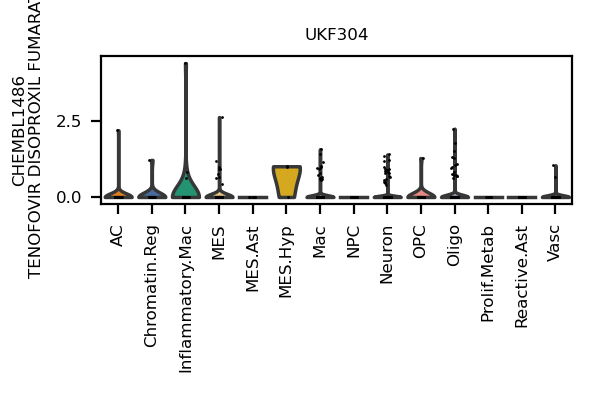 UKF304
CHEMBL1486
TENOFOVIR DISOPROXIL FUMARAT
2.5
0.0
AC
Chromatin.Reg
Inflammatory.Mac
MES
MES.Ast
MES.Hyp
Mac
NPC
Neuron
OPC
Oligo
Prolif.Metab
Reactive.Ast
Vasc